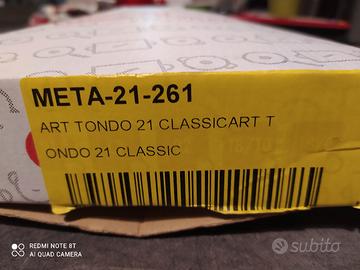 META-21-261
ART TONDO 21 CLASSICART T
ONDO 21 CLASSIC
REDMI NOTE 8T
AI QUAD CAMERA
subito